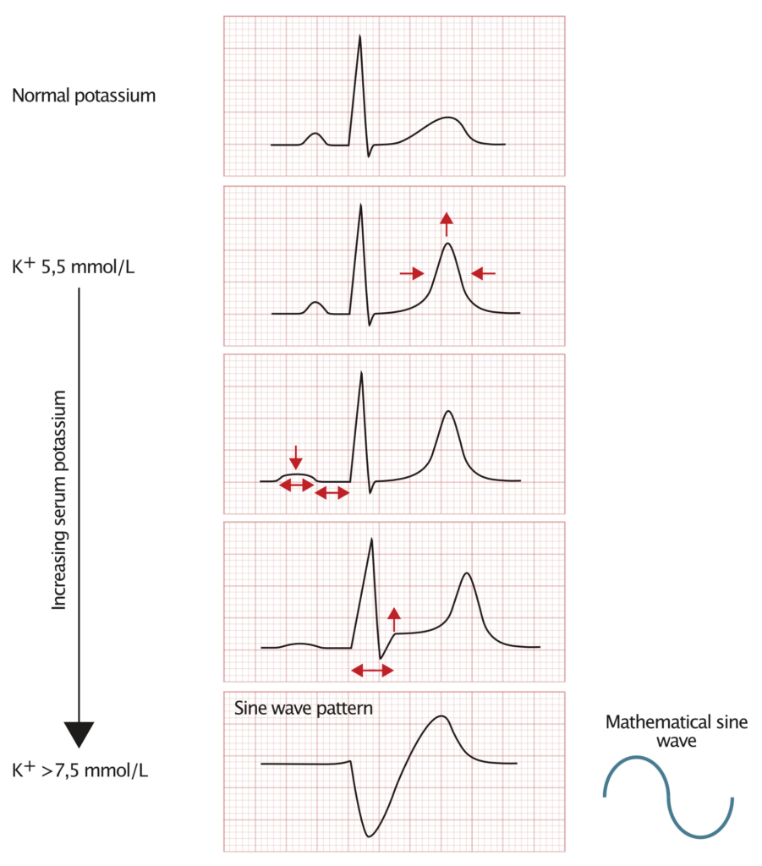 Normal potassium
K+ 5,5 mmol/L
Increasing serum potassium
Sine wave pattern
Mathematical sine
wave
K+ >7,5 mmol/L